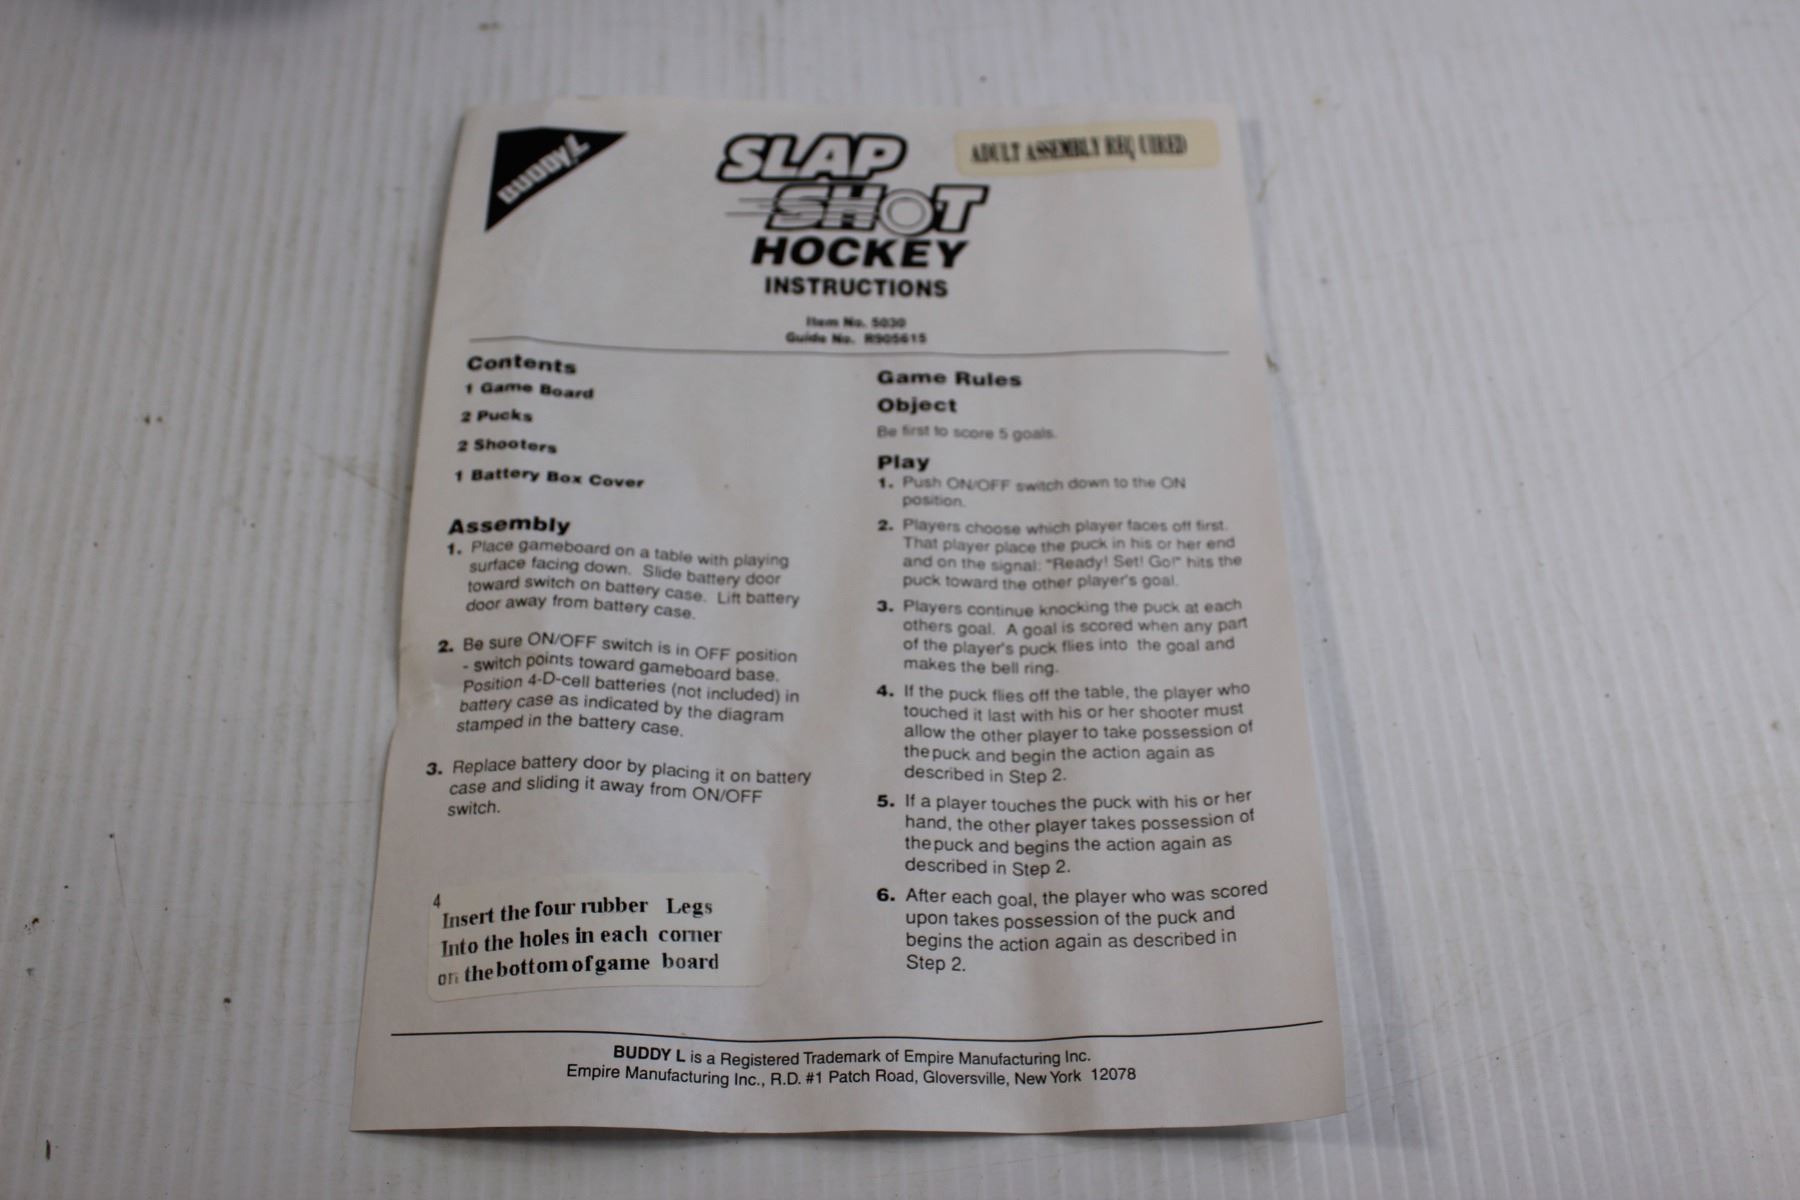 BUDDY L
SLAP
SHOT
HOCKEY
INSTRUCTIONS
ADULT ASSEMBLY REQ UIRED
Item No. 5030
Guide No. R905615
Contents
1 Game Board
2 Pucks
2 Shooters
1 Battery Box Cover
Assembly
1. Place gameboard on a table with playing
surface facing down. Slide battery door
toward switch on battery case. Lift battery
door away from battery case.
2. Be sure ON/OFF switch is in OFF position
- switch points toward gameboard base.
Position 4-D-cell batteries (not included) in
battery case as indicated by the diagram
stamped in the battery case.
3. Replace battery door by placing it on battery
case and sliding it away from ON/OFF
switch.
4
Insert the four rubber Legs
Into the holes in each corner
on the bottom of game board
Game Rules
Object
Be first to score 5 goals.
Play
1. Push ON/OFF switch down to the ON
position.
2. Players choose which player faces off first.
That player place the puck in his or her end
and on the signal: "Ready! Set! Go!" hits the
puck toward the other player's goal.
3. Players continue knocking the puck at each
others goal. A goal is scored when any part
of the player's puck flies into the goal and
makes the bell ring.
4. If the puck flies off the table, the player who
touched it last with his or her shooter must
allow the other player to take possession of
the puck and begin the action again as
described in Step 2.
5. If a player touches the puck with his or her
hand, the other player takes possession of
the puck and begins the action again as
described in Step 2.
6. After each goal, the player who was scored
upon takes possession of the puck and
begins the action again as described in
Step 2.
BUDDY L is a Registered Trademark of Empire Manufacturing Inc.
Empire Manufacturing Inc., R.D. #1 Patch Road, Gloversville, New York 12078